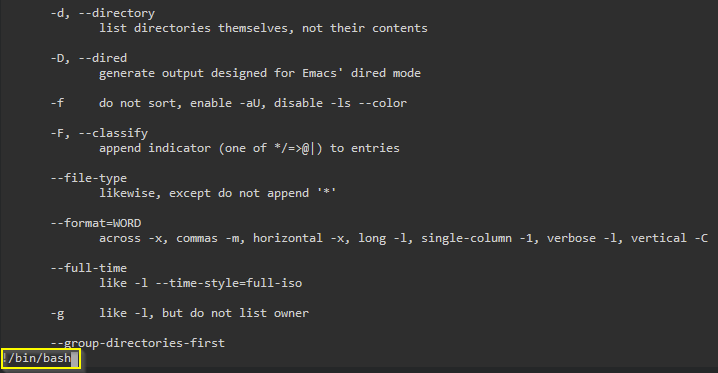 -d, --directory
list directories themselves, not their contents
-D, --dired
generate output designed for Emacs' dired mode
-f     do not sort, enable -aU, disable -ls --color
-F, --classify
append indicator (one of */=>@|) to entries
--file-type
likewise, except do not append '*'
--format=WORD
across -x, commas -m, horizontal -x, long -l, single-column -1, verbose -l, vertical -C
--full-time
like -l --time-style=full-iso
-g     like -l, but do not list owner
--group-directories-first
!/bin/bash